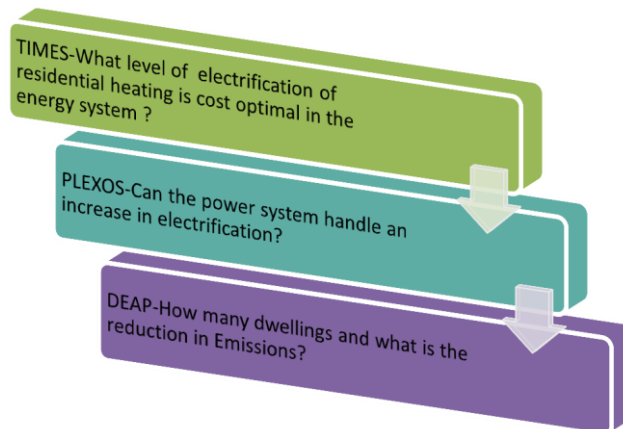 TIMES-What level of electrification of
residential heating is cost optimal in the
energy system ?
PLEXOS-Can the power system handle an
increase in electrification?
DEAP-How many dwellings and what is the
reduction in Emissions?